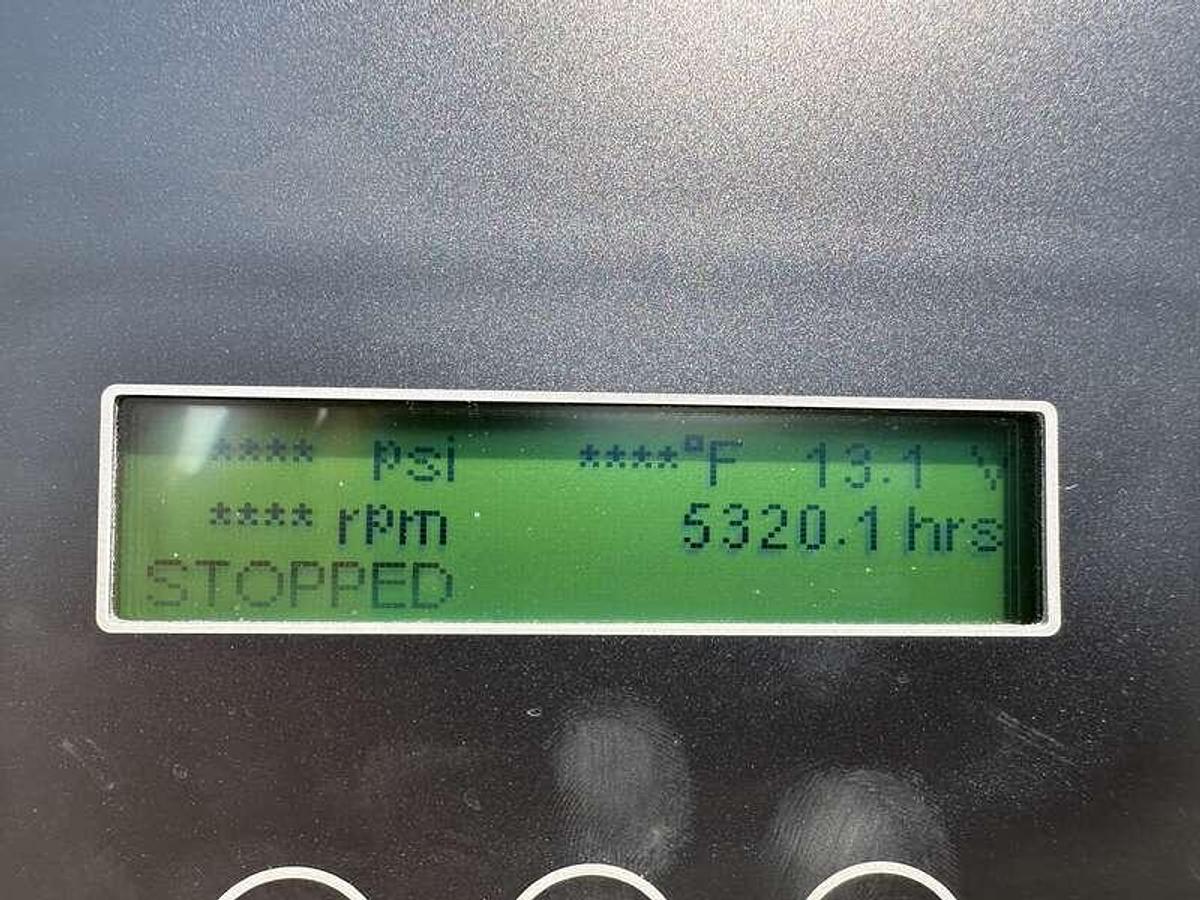 **** psi ****°F 13.1 V
**** rpm 5320.1 hrs
STOPPED